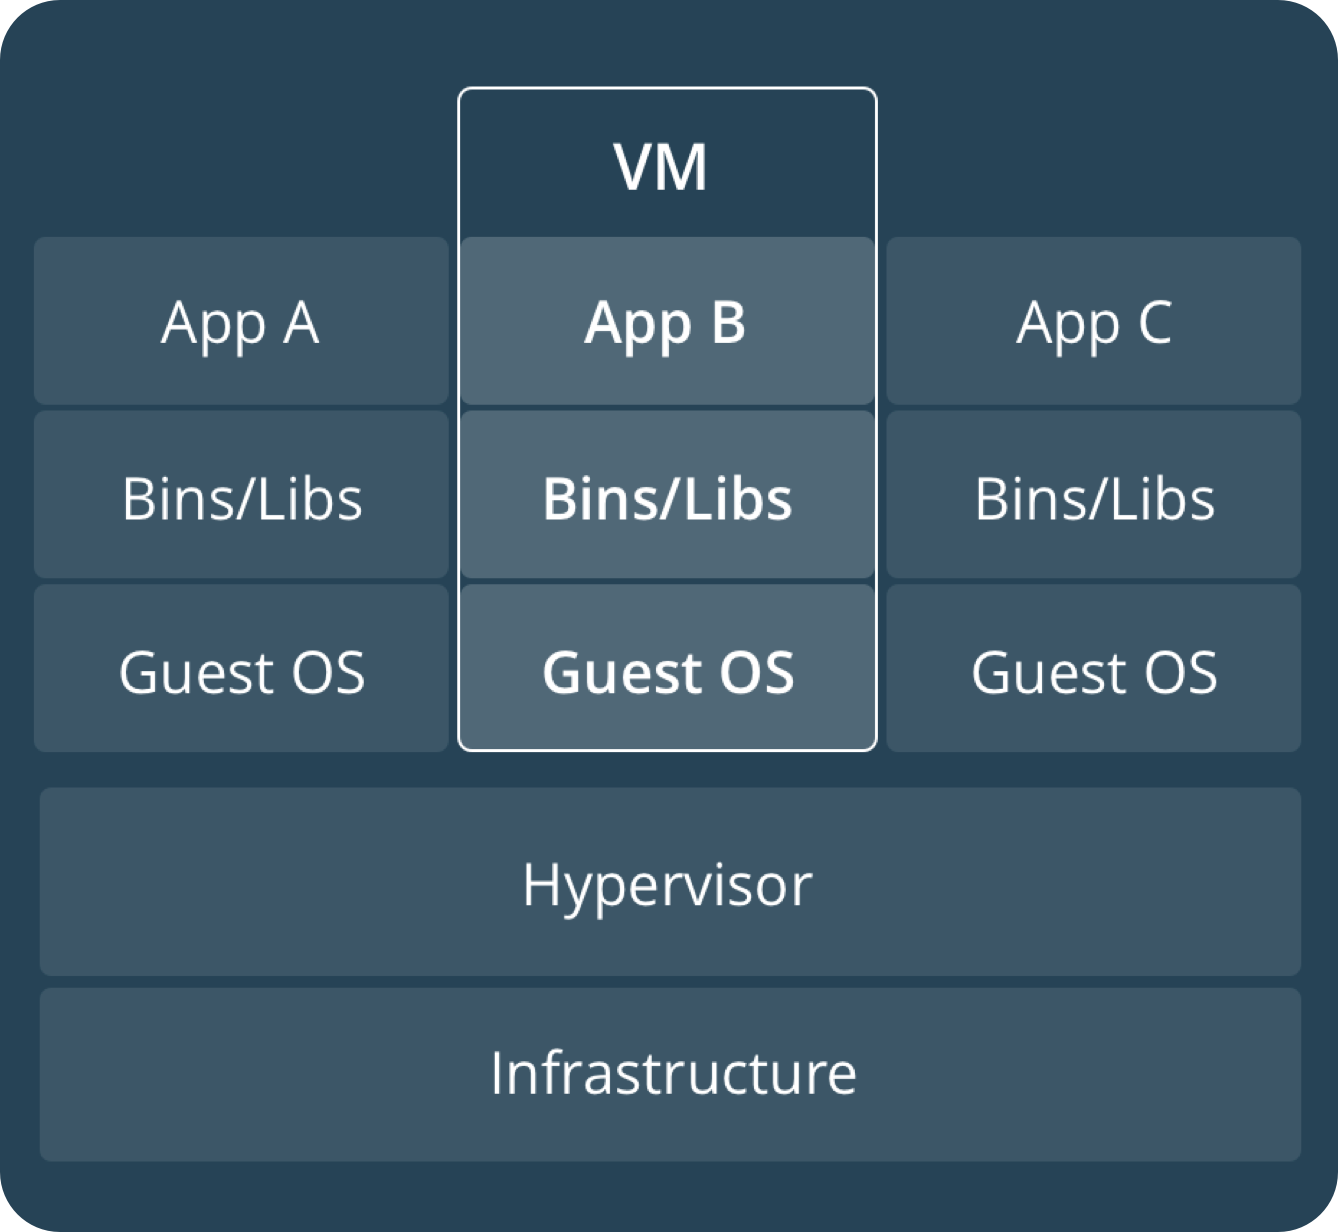 VM
App A
App B
App C
Bins/Libs
Bins/Libs
Bins/Libs
Guest OS
Guest OS
Guest OS
Hypervisor
Infrastructure